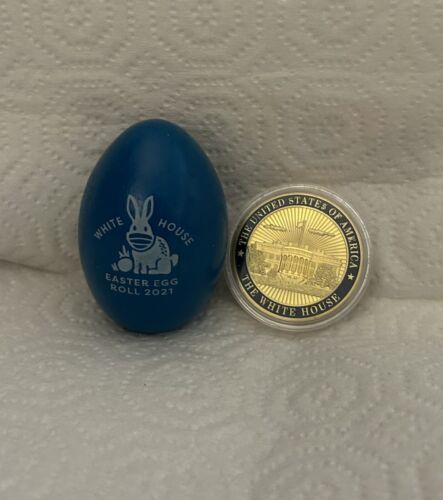 WHITE HOUSE
EASTER EGG
ROLL 2021
★ THE UNITED STATES OF AMERICA ★
THE WHITE HOUSE